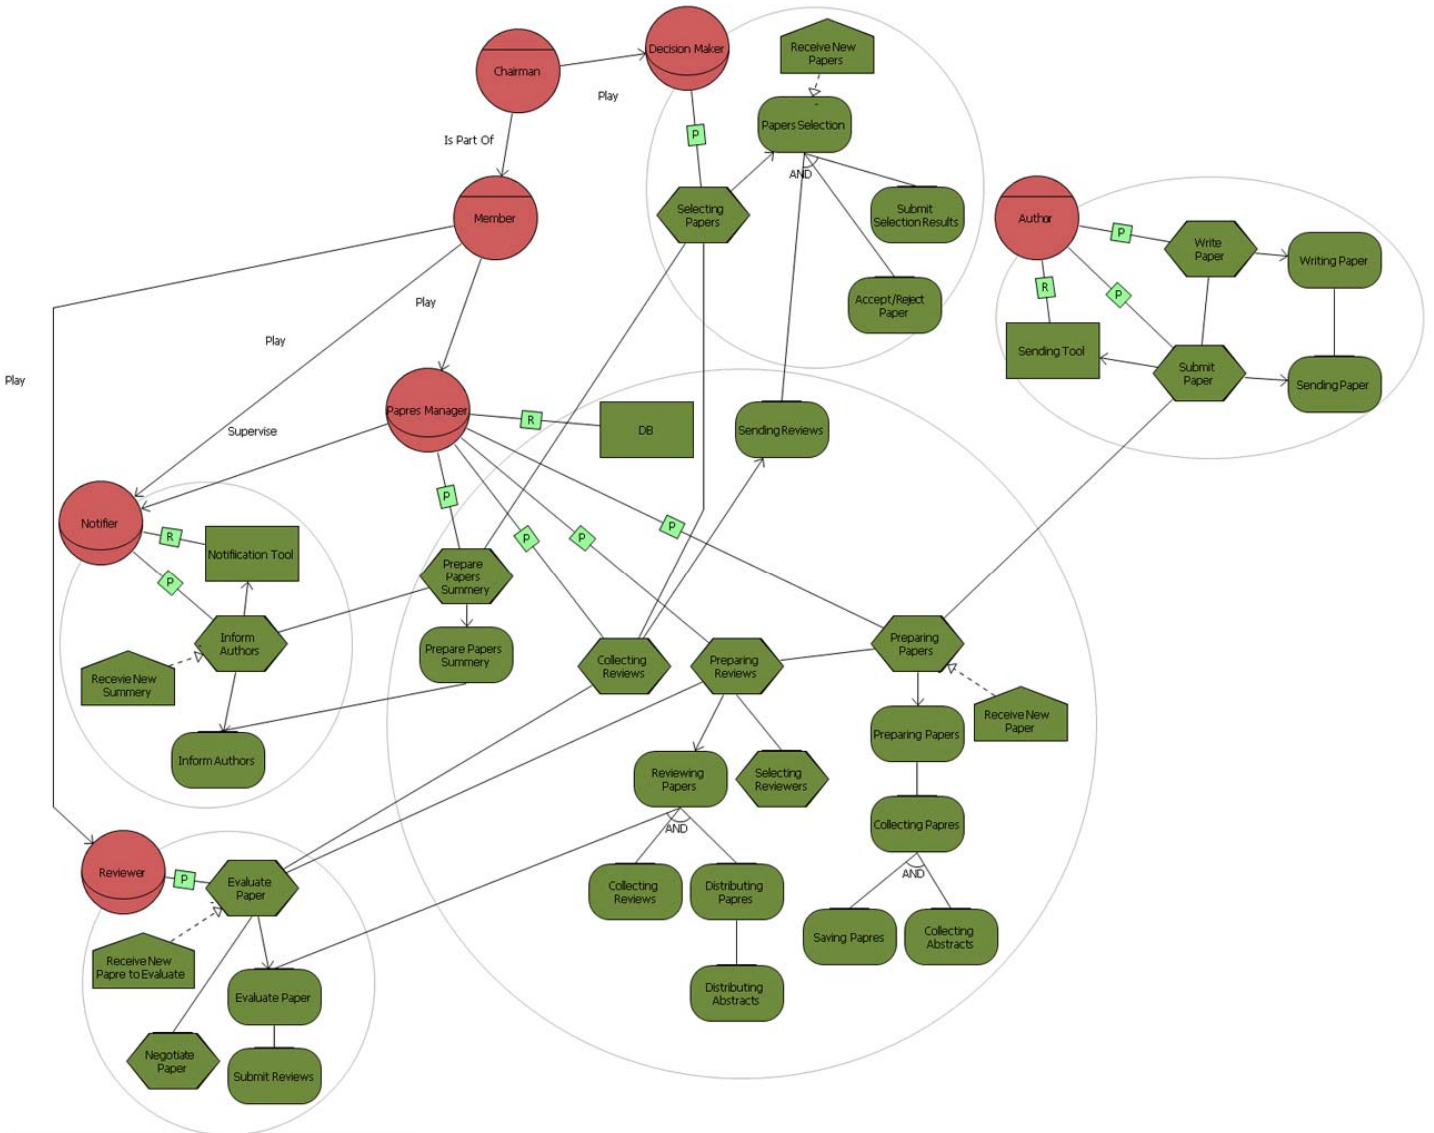 Chairman
Play
Decision Maker
Receive New
Papers
Papers Selection
AND
P
Selecting
Papers
Submit
Selection Results
Accept/Reject
Paper
Is Part Of
Member
Play
Play
Play
Supervise
Author
P
P
R
Write
Paper
Writing Paper
Sending Tool
Submit
Paper
Sending Paper
Papres Manager
R
DB
Sending Reviews
P
P
P
P
Notifier
R
P
Notification Tool
Inform
Authors
Recevie New
Summery
Inform Authors
Prepare
Papers
Summery
Prepare Papers
Summery
Collecting
Reviews
Preparing
Reviews
Preparing
Papers
Receive New
Paper
Preparing Papers
Reviewing
Papers
Selecting
Reviewers
AND
Collecting Papres
AND
Collecting
Reviews
Distributing
Papres
Saving Papres
Collecting
Abstracts
Distributing
Abstracts
Reviewer
P
Evaluate
Paper
Receive New
Papre to Evaluate
Evaluate Paper
Negotiate
Paper
Submit Reviews